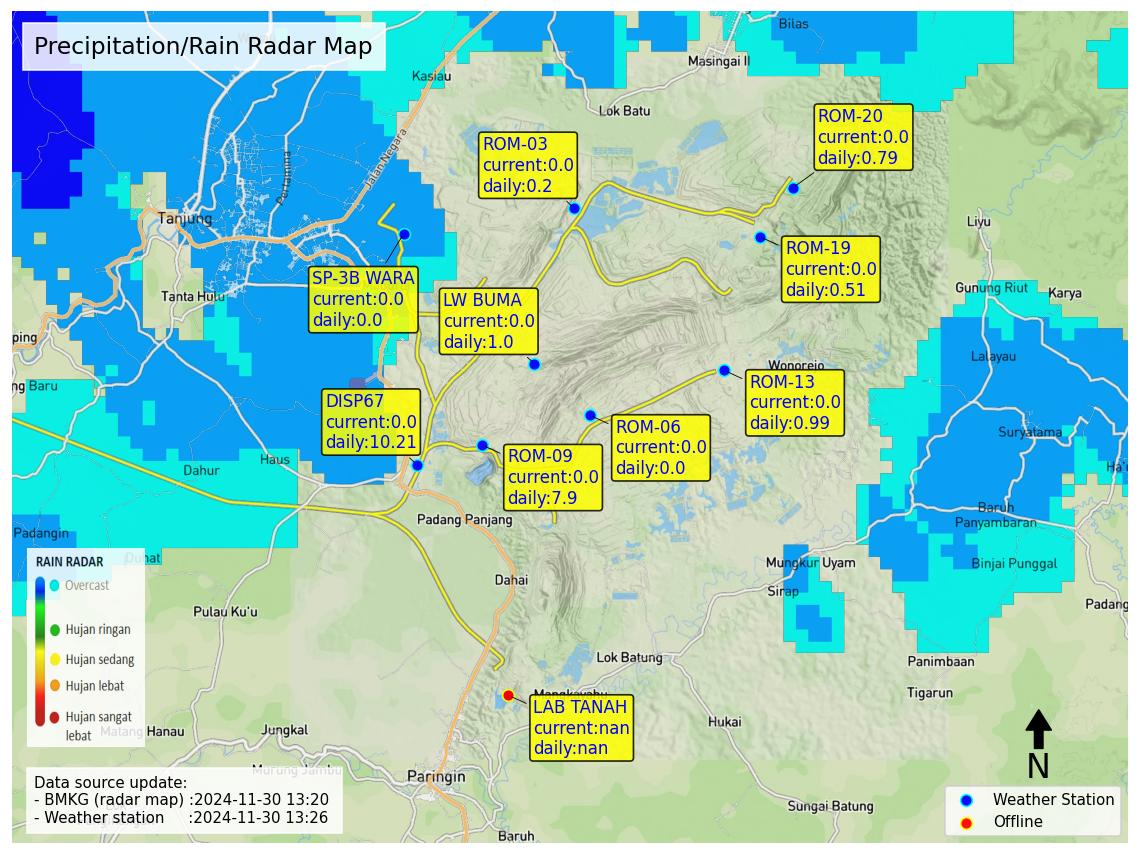 Precipitation/Rain Radar Map
Bilas
Masingai II
Kasiau
Lok Batu
ROM-20
current:0.0
daily:0.79
ROM-03
current:0.0
daily:0.2
Jalan Negara
Pertamina
Tanjung
Liyu
ROM-19
current:0.0
daily:0.51
SP-3B WARA
current:0.0
daily:0.0
Tanta Hulu
LW BUMA
current:0.0
daily:1.0
Gunung Riut
Karya
ping
Lalayau
Wonorejo
ROM-13
current:0.0
daily:0.99
ng Baru
DISP67
current:0.0
daily:10.21
ROM-06
current:0.0
daily:0.0
Suryatama
ROM-09
current:0.0
daily:7.9
Haus
Dahur
Ha'u
Baruh
Panyambaran
Padang Panjang
Padangin
Duhat
Mungkur Uyam
Binjai Punggal
Dahai
Sirap
Padang
RAIN RADAR
Overcast
Hujan ringan
Hujan sedang
Hujan lebat
Hujan sangat
lebat
Pulau Ku'u
Lok Batung
Panimbaan
Tigarun
Mangkayahu
LAB TANAH
current:nan
daily:nan
Hukai
Matang Hanau
Jungkal
Murung Jambu
Paringin
N
Data source update:
- BMKG (radar map) :2024-11-30 13:20
- Weather station :2024-11-30 13:26
Sungai Batung
Weather Station
Offline
Baruh